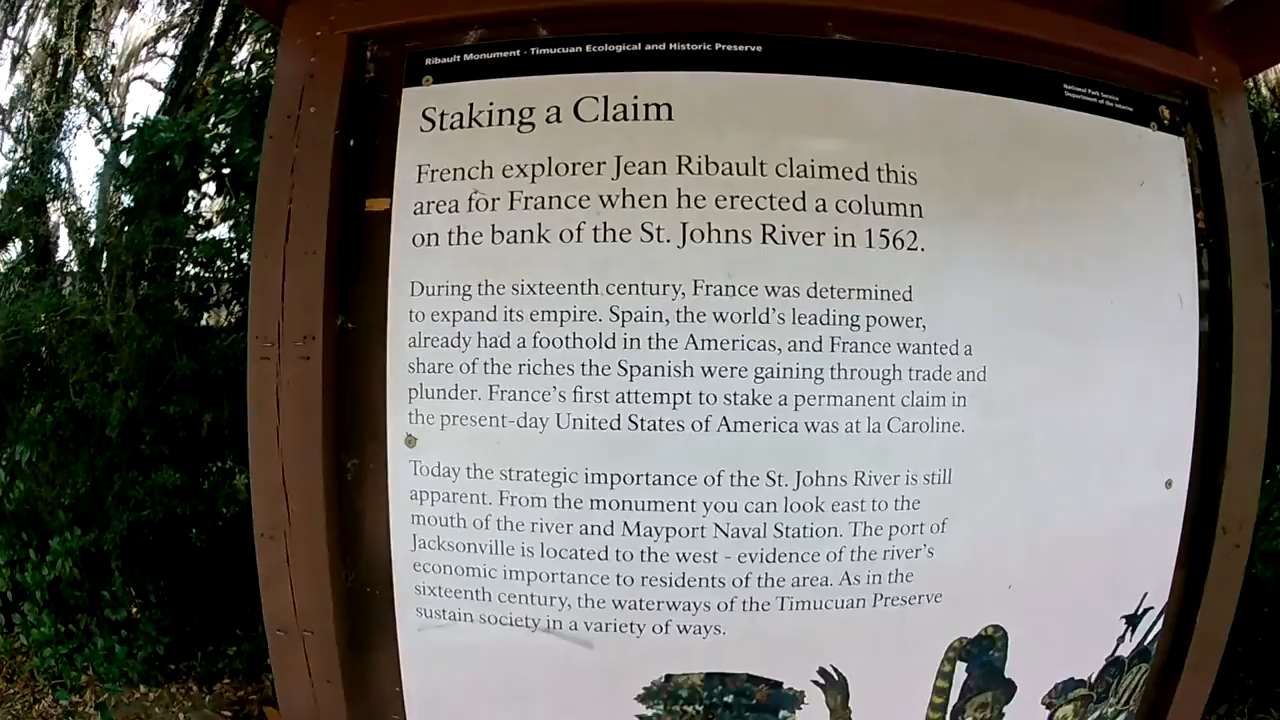 Ribault Monument · Timucuan Ecological and Historic Preserve
National Park Service
Department of the Interior
Staking a Claim
French explorer Jean Ribault claimed this
area for France when he erected a column
on the bank of the St. Johns River in 1562.
During the sixteenth century, France was determined
to expand its empire. Spain, the world's leading power,
already had a foothold in the Americas, and France wanted a
share of the riches the Spanish were gaining through trade and
plunder. France's first attempt to stake a permanent claim in
the present-day United States of America was at la Caroline.
Today the strategic importance of the St. Johns River is still
apparent. From the monument you can look east to the
mouth of the river and Mayport Naval Station. The port of
Jacksonville is located to the west - evidence of the river's
economic importance to residents of the area. As in the
sixteenth century, the waterways of the Timucuan Preserve
sustain society in a variety of ways.